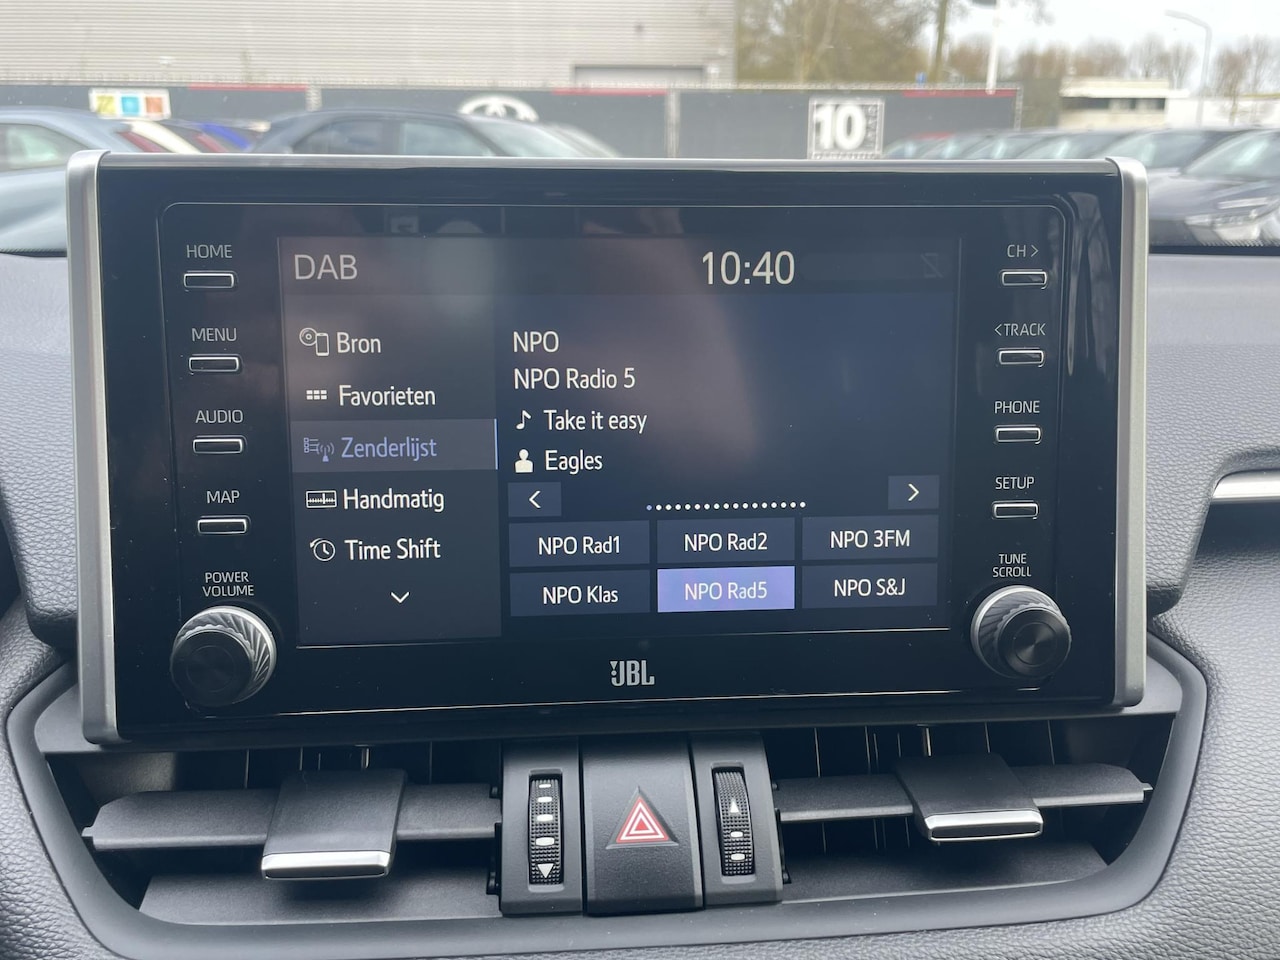 10
HOME
MENU
AUDIO
MAP
POWER
VOLUME
DAB
10:40
Bron
Favorieten
Zenderlijst
Handmatig
Time Shift
NPO
NPO Radio 5
Take it easy
Eagles
<
>
NPO Rad1
NPO Rad2
NPO 3FM
NPO Klas
NPO Rad5
NPO S&J
CH >
<TRACK
PHONE
SETUP
TUNE
SCROLL
JBL